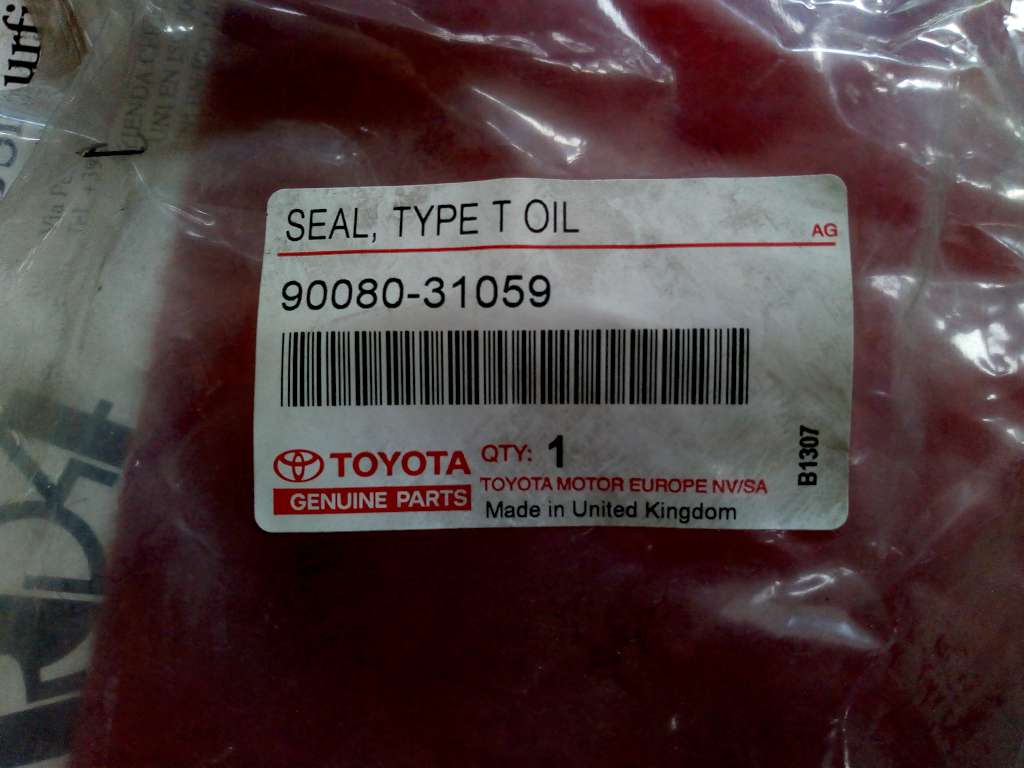 SEAL, TYPE T OIL
AG
90080-31059
TOYOTA
GENUINE PARTS
QTY: 1
TOYOTA MOTOR EUROPE NV/SA
Made in United Kingdom
B1307